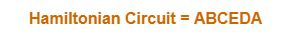 Hamiltonian Circuit = ABCEDA